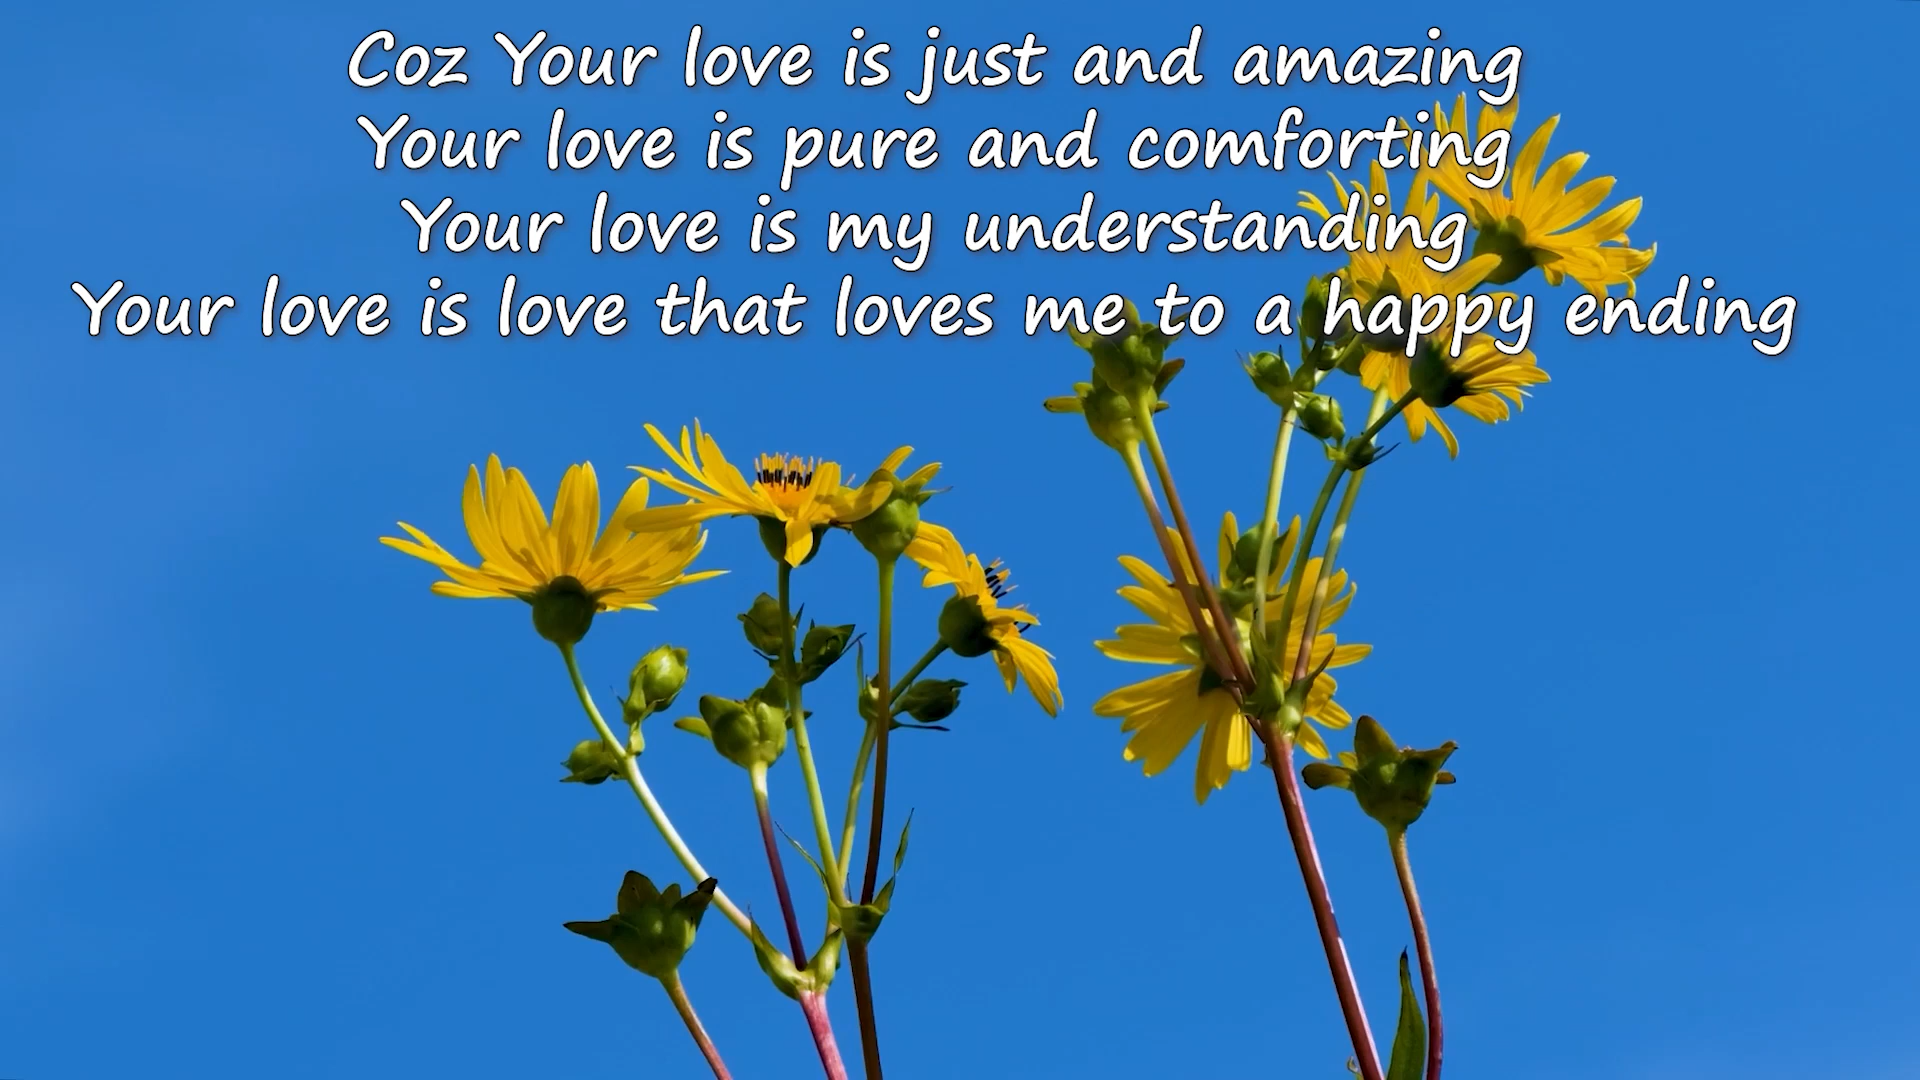 Coz Your love is just and amazing
Your love is pure and comforting
Your love is my understanding
Your love is love that loves me to a happy ending